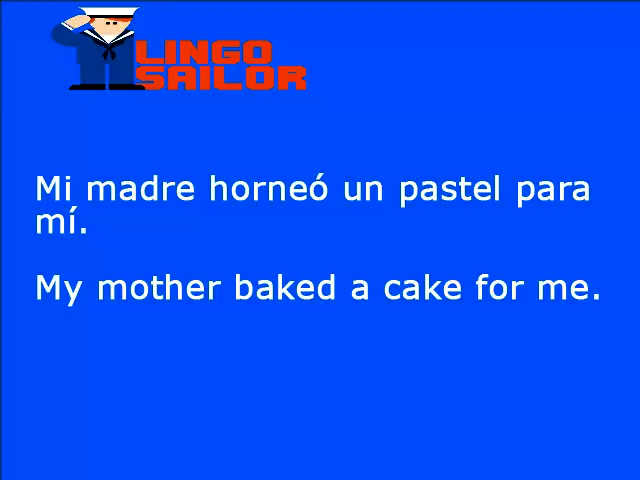 LINGO
SAILOR
Mi madre horneó un pastel para
mí.
My mother baked a cake for me.